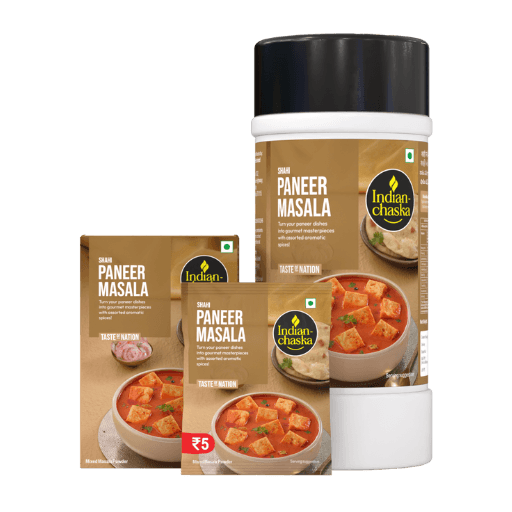 SHAHI
PANEER
MASALA
Turn your paneer dishes
into gourmet masterpieces
with assorted aromatic
spices!
TASTE OF NATION
Indian-
chaska
SHAHI
PANEER
MASALA
Turn your paneer dishes
into gourmet masterpieces
with assorted aromatic
spices!
TASTE OF NATION
Indian-
Mixed Masala Powder
SHAHI
PANEER
MASALA
Turn your paneer dishes
into gourmet masterpieces
with assorted aromatic
spices!
TASTE OF NATION
Indian-
chaska
₹5
Mixed Masala Powder